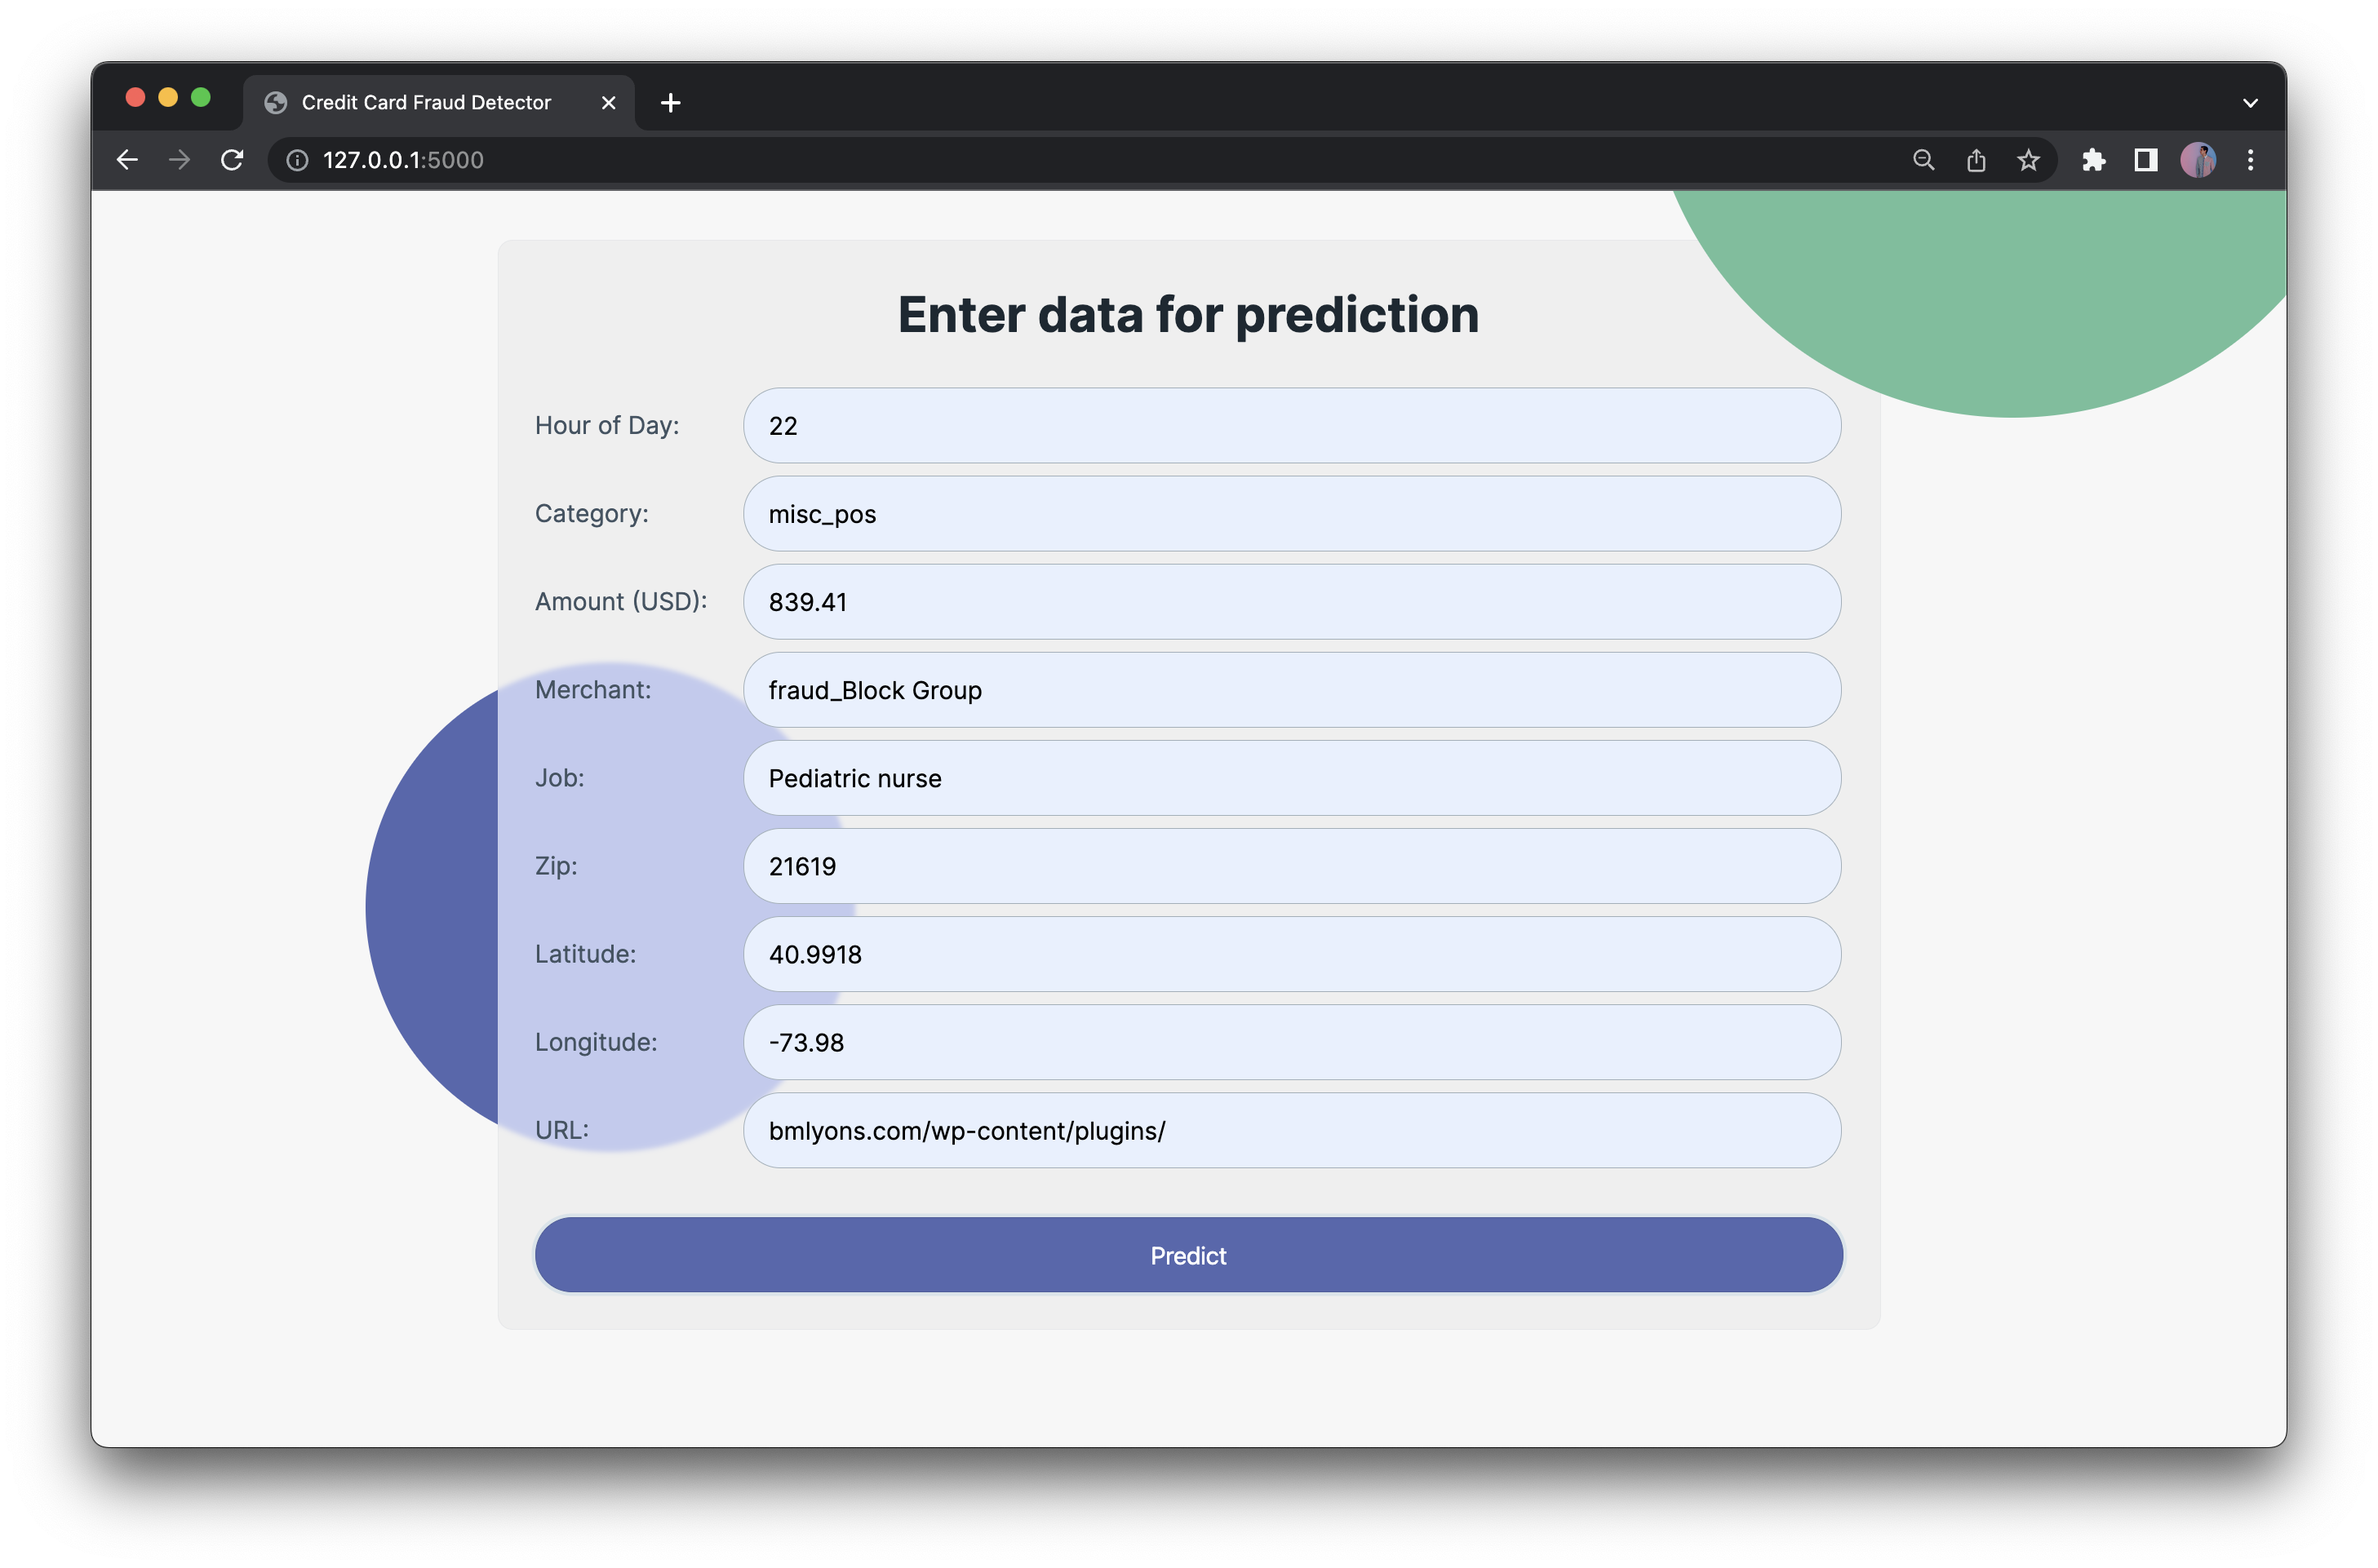 Credit Card Fraud Detector
127.0.0.1:5000
Enter data for prediction
Hour of Day: 22
Category: misc_pos
Amount (USD): 839.41
Merchant: fraud_Block Group
Job: Pediatric nurse
Zip: 21619
Latitude: 40.9918
Longitude: -73.98
URL: bmlyons.com/wp-content/plugins/
Predict